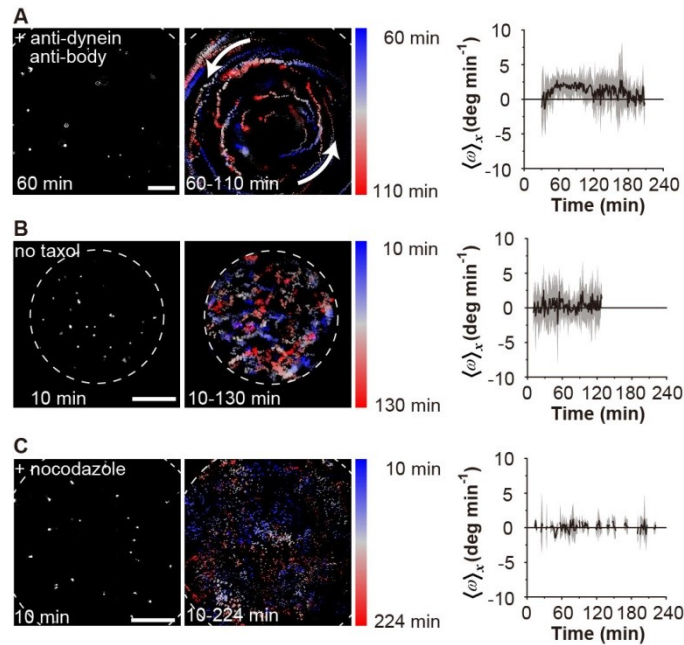 A
+ anti-dynein
anti-body
60 min
60-110 min
60 min
110 min
10
5
0
-5
-10
0 60 120 180 240
⟨ω⟩x (deg min-1)
Time (min)
B
no taxol
10 min
10-130 min
10 min
130 min
10
5
0
-5
-10
0 60 120 180 240
⟨ω⟩x (deg min-1)
Time (min)
C
+ nocodazole
10 min
10-224 min
10 min
224 min
10
5
0
-5
-10
0 60 120 180 240
⟨ω⟩x (deg min-1)
Time (min)